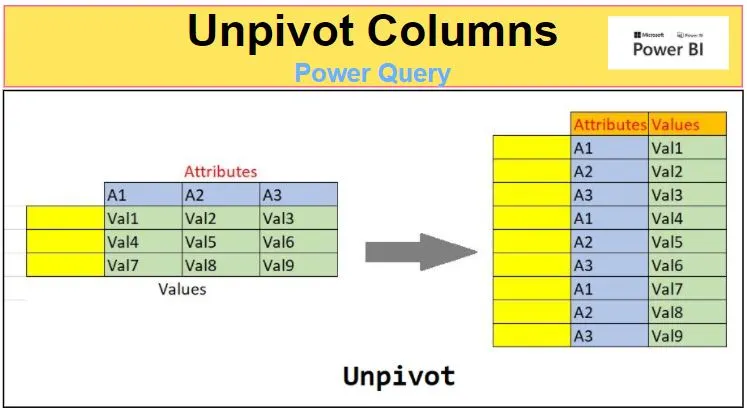 Unpivot Columns
Power Query
Microsoft Power BI
Power BI
Attributes
A1 A2 A3
Val1 Val2 Val3
Val4 Val5 Val6
Val7 Val8 Val9
Values
Attributes Values
A1 Val1
A2 Val2
A3 Val3
A1 Val4
A2 Val5
A3 Val6
A1 Val7
A2 Val8
A3 Val9
Unpivot